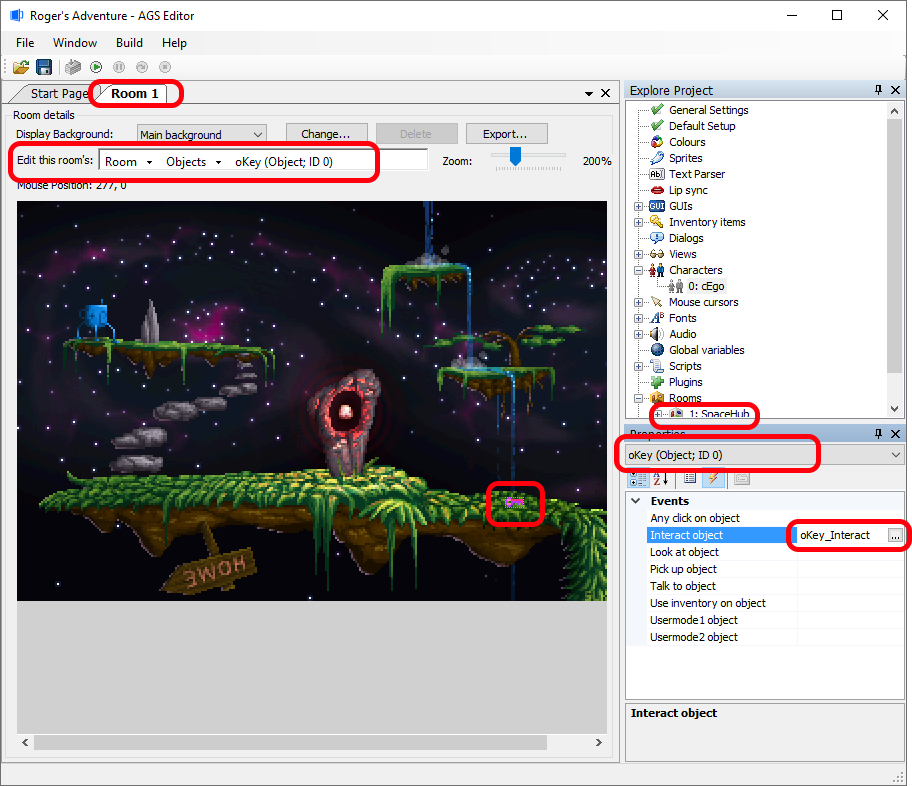 Roger's Adventure - AGS Editor
File Window Build Help
Start Page Room 1
Room details
Display Background: Main background Change... Delete Export...
Edit this room's: Room Objects oKey (Object; ID 0) Zoom: 200%
Mouse Position: 277, 0
HOME
Explore Project
General Settings
Default Setup
Colours
Sprites
Text Parser
Lip sync
GUIs
Inventory items
Dialogs
Views
Characters
0: cEgo
Mouse cursors
Fonts
Audio
Global variables
Scripts
Plugins
Rooms
1: SpaceHub
Properties
oKey (Object; ID 0)
Events
Any click on object
Interact object oKey_Interact ...
Look at object
Pick up object
Talk to object
Use inventory on object
Usermode1 object
Usermode2 object
Interact object